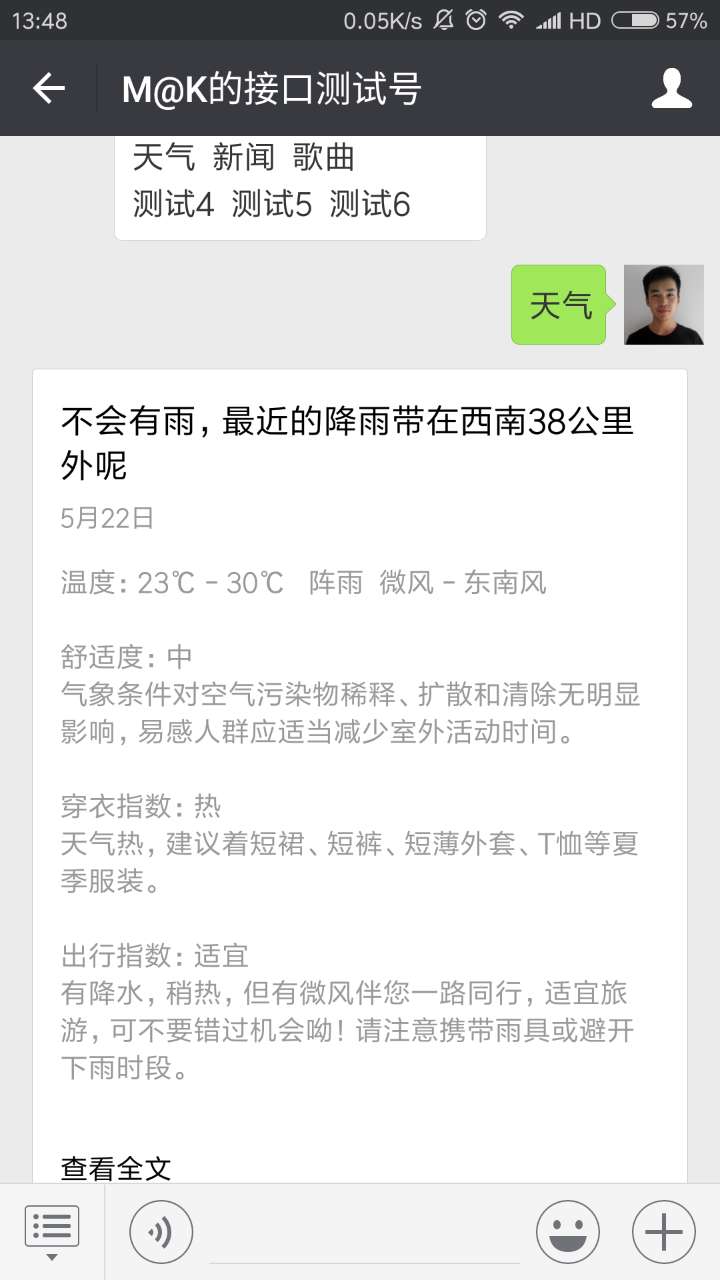 13:48 0.05K/s HD 57%
M@K的接口测试号
天气 新闻 歌曲
测试4 测试5 测试6
天气
不会有雨，最近的降雨带在西南38公里
外呢
5月22日
温度：23℃ - 30℃ 阵雨 微风 - 东南风
舒适度：中
气象条件对空气污染物稀释、扩散和清除无明显
影响，易感人群应适当减少室外活动时间。
穿衣指数：热
天气热，建议着短裙、短裤、短薄外套、T恤等夏
季服装。
出行指数：适宜
有降水，稍热，但有微风伴您一路同行，适宜旅
游，可不要错过机会呦！请注意携带雨具或避开
下雨时段。
查看全文